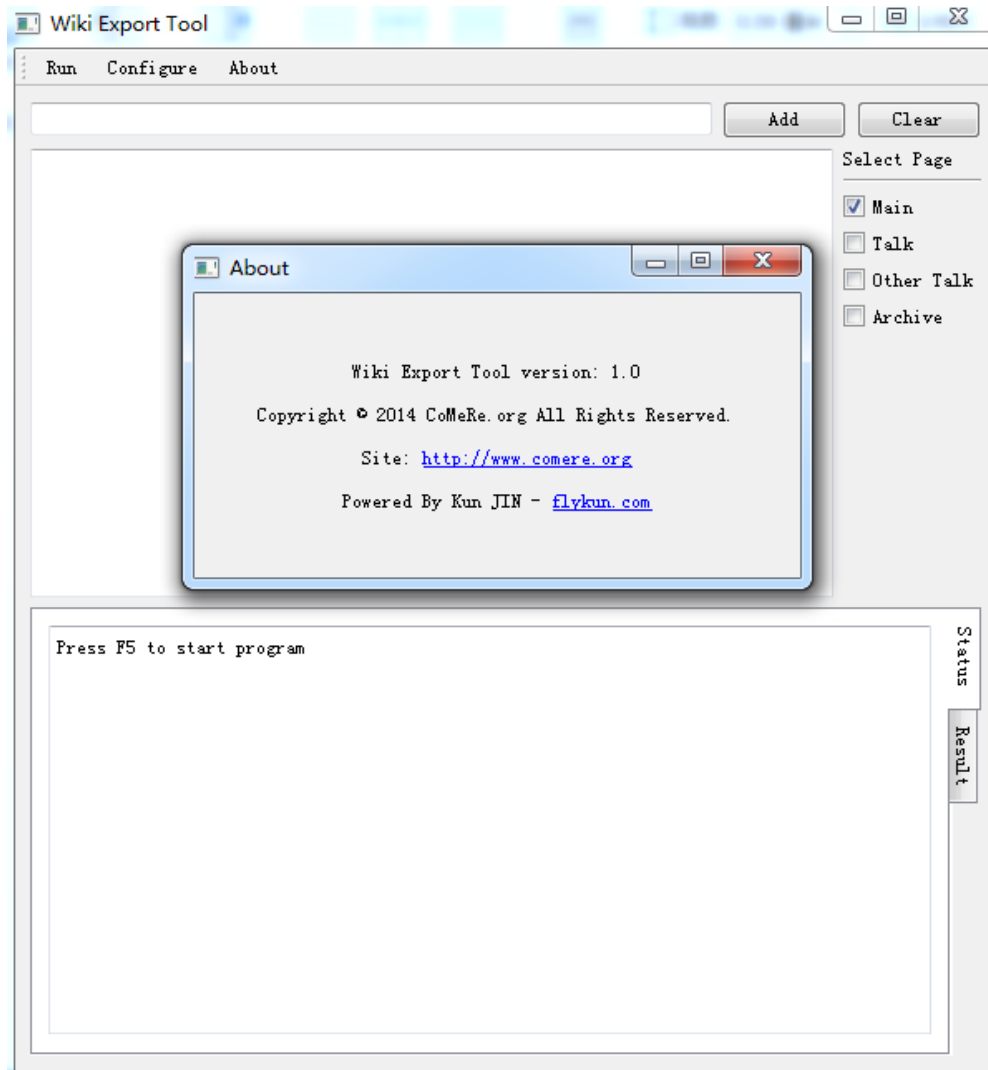 Wiki Export Tool
Run Configure About
Add Clear
Select Page
Main
Talk
Other Talk
Archive
About
Wiki Export Tool version: 1.0
Copyright © 2014 CoMeRe.org All Rights Reserved.
Site: http://www.comere.org
Powered By Kun JIN - flykun.com
Press F5 to start program
Status
Result